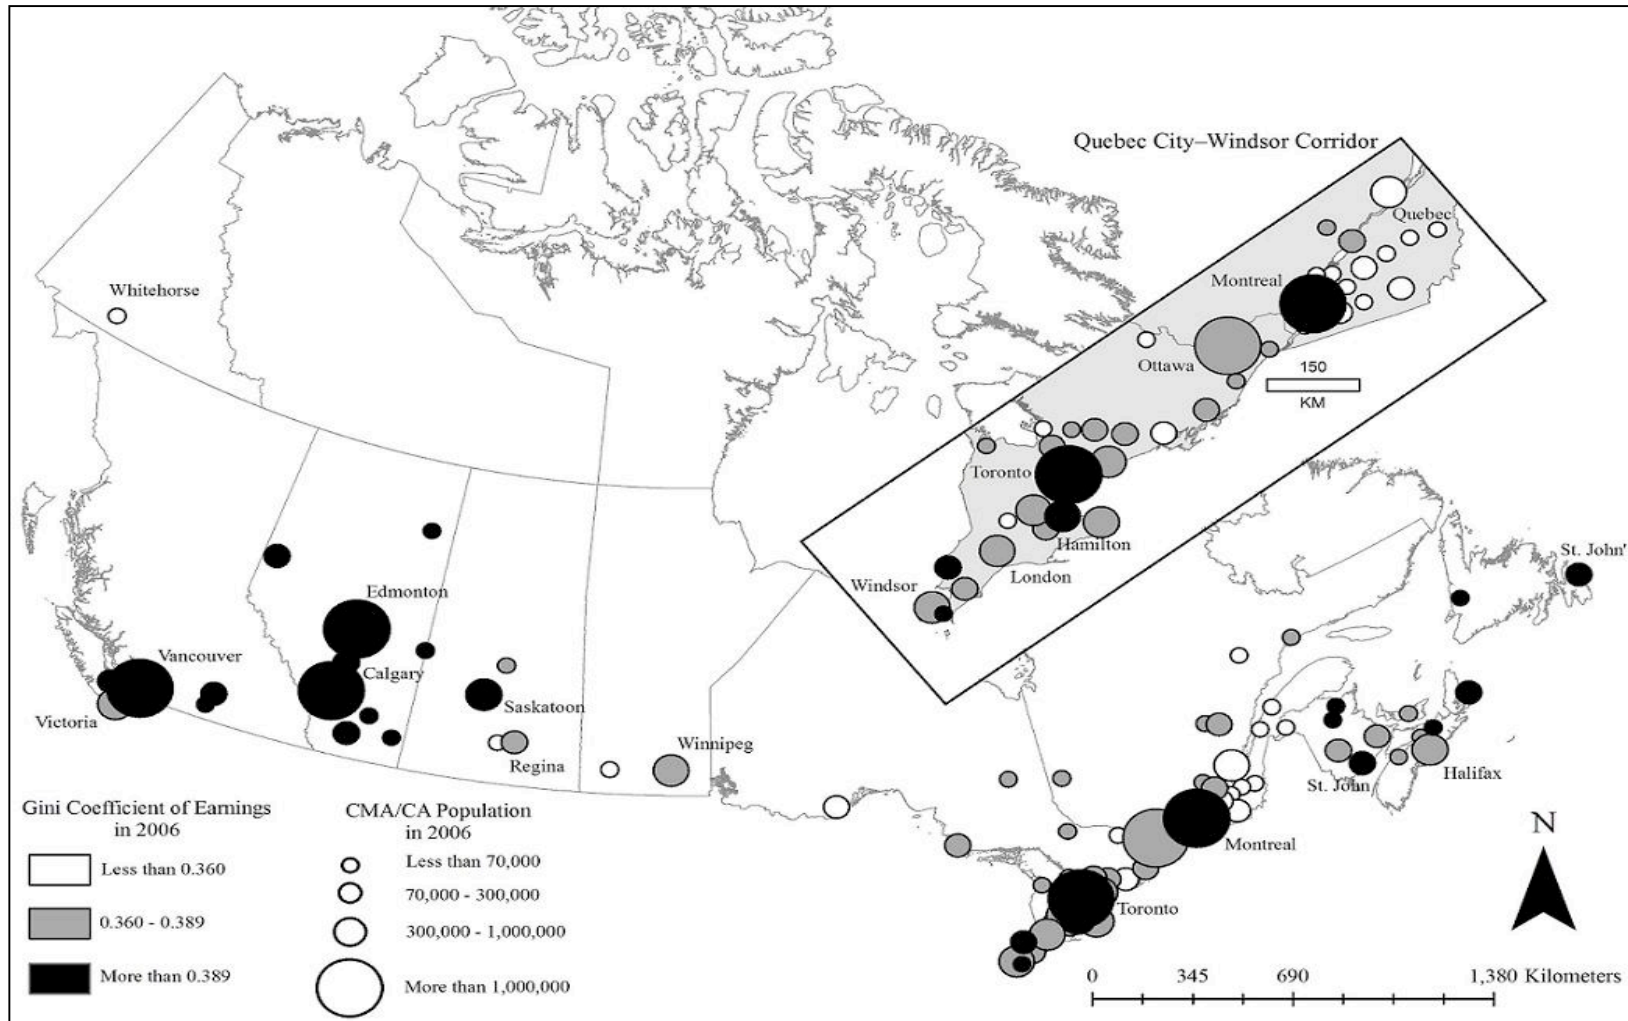 Quebec City–Windsor Corridor
Quebec
Montreal
Ottawa
150
KM
Toronto
Hamilton
London
Windsor
Whitehorse
Edmonton
Vancouver
Calgary
Victoria
Saskatoon
Regina
Winnipeg
St. John'
St. John
Halifax
Montreal
Toronto
Gini Coefficient of Earnings
in 2006
Less than 0.360
0.360 - 0.389
More than 0.389
CMA/CA Population
in 2006
Less than 70,000
70,000 - 300,000
300,000 - 1,000,000
More than 1,000,000
N
0 345 690 1,380 Kilometers